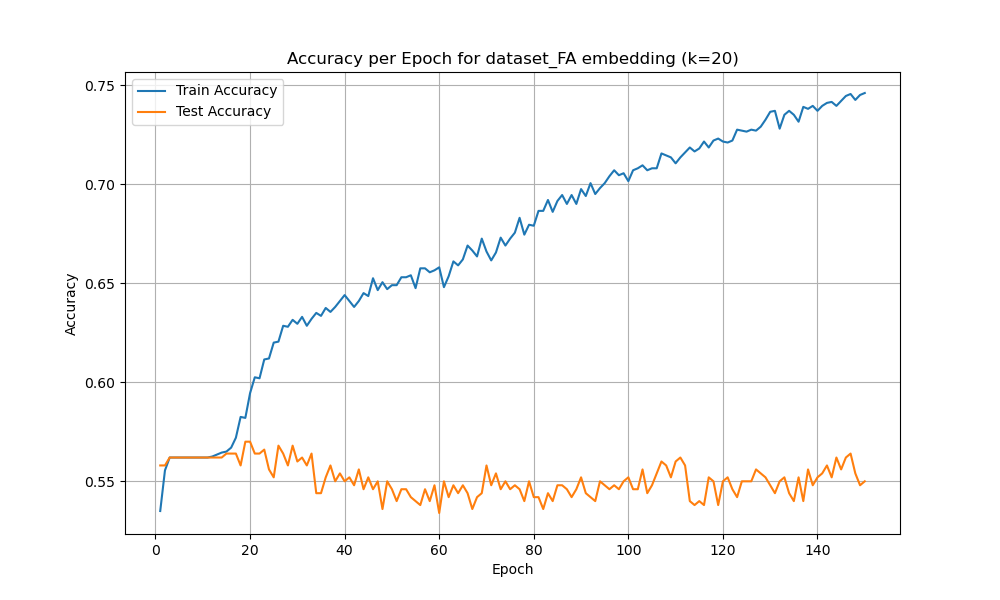 Accuracy per Epoch for dataset_FA embedding (k=20)
Train Accuracy
Test Accuracy
0.75
0.70
0.65
0.60
0.55
Accuracy
0 20 40 60 80 100 120 140
Epoch